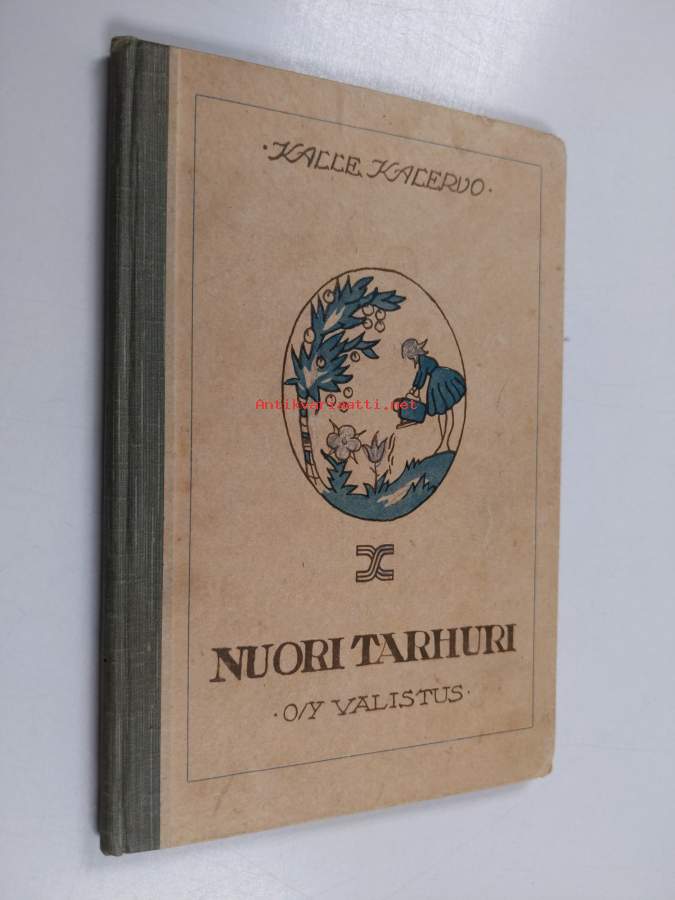 ·KALLE KALERVO·
Antikvariaatti.net
NUORI TARHURI
·O/Y VALISTUS·